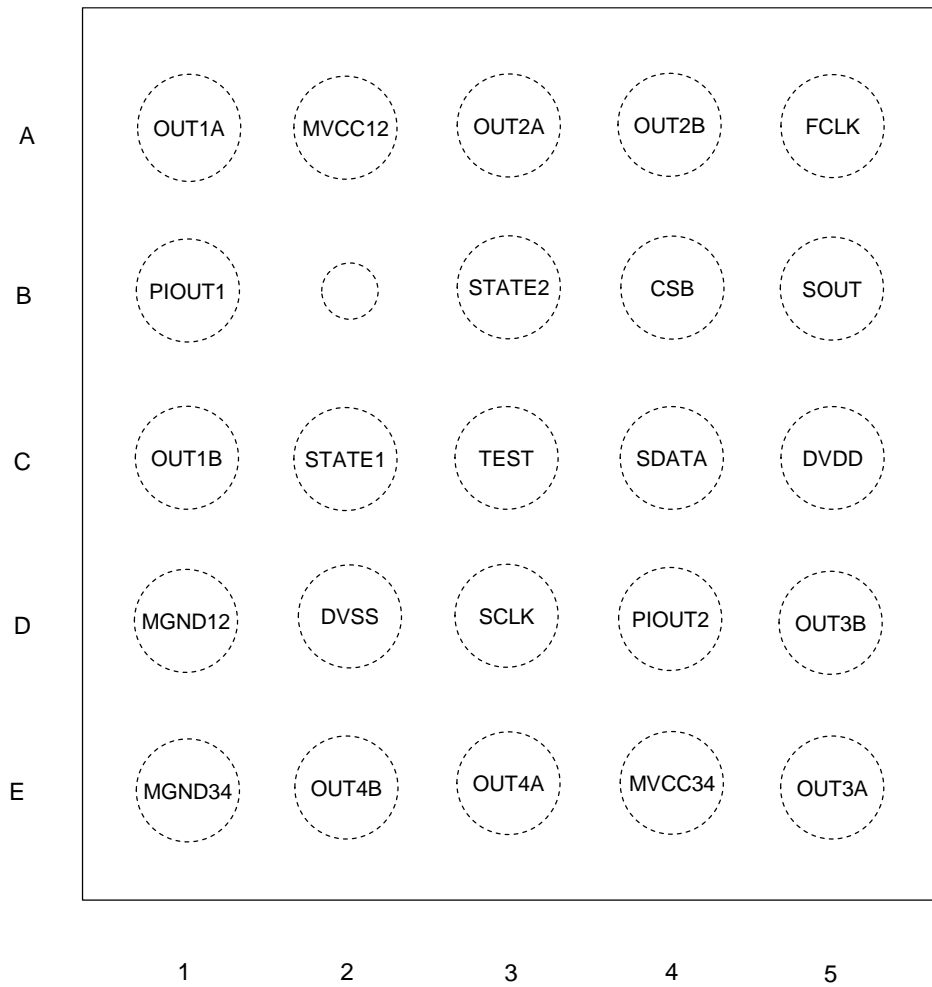 A OUT1A MVCC12 OUT2A OUT2B FCLK
B PIOUT1 STATE2 CSB SOUT
C OUT1B STATE1 TEST SDATA DVDD
D MGND12 DVSS SCLK PIOUT2 OUT3B
E MGND34 OUT4B OUT4A MVCC34 OUT3A
1 2 3 4 5